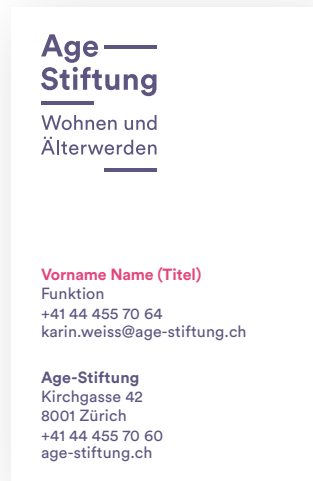 Age
Stiftung
Wohnen und
Älterwerden
Vorname Name (Titel)
Funktion
+41 44 455 70 64
karin.weiss@age-stiftung.ch
Age-Stiftung
Kirchgasse 42
8001 Zürich
+41 44 455 70 60
age-stiftung.ch